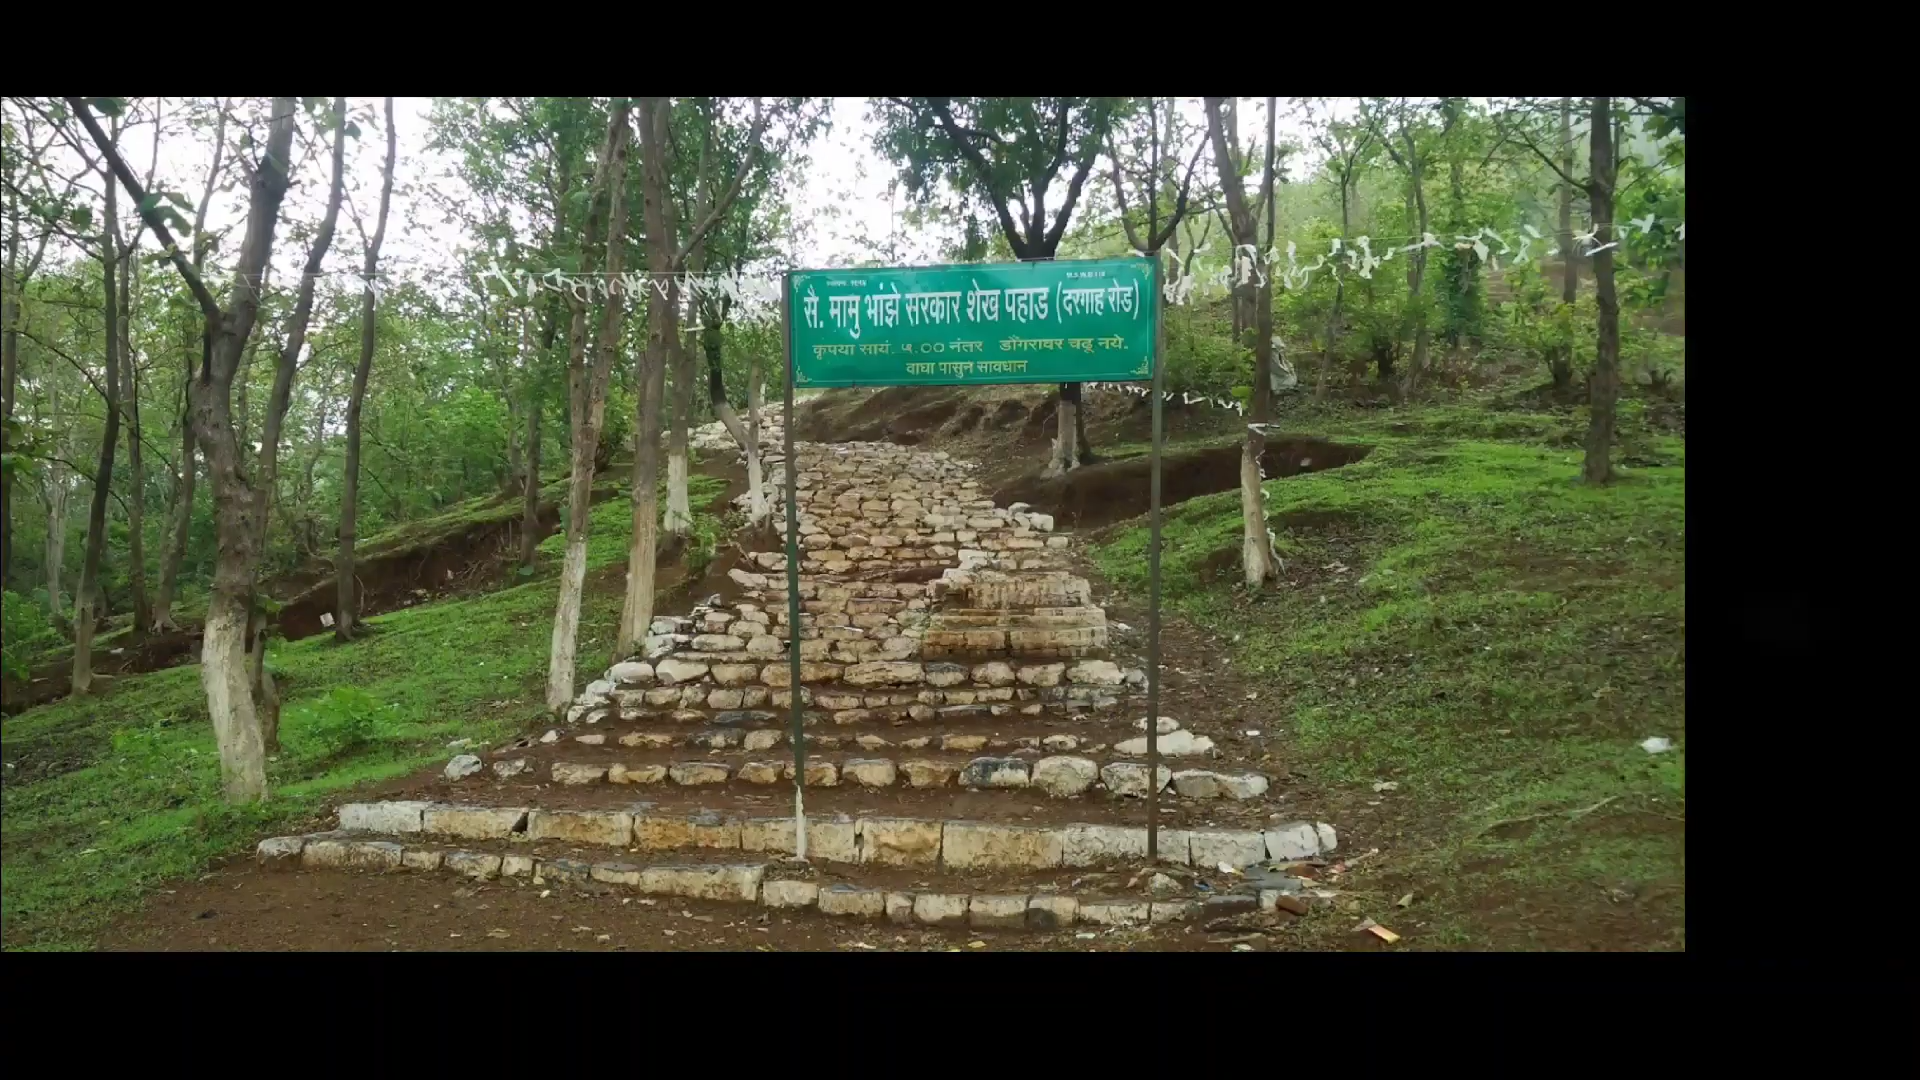 सै. मामु भांझे सरकार शेख पहाड (दरगाह रोड)
कृपया सायं. ५.०० नंतर डोंगरावर चढू नये.
वाघा पासुन सावधान